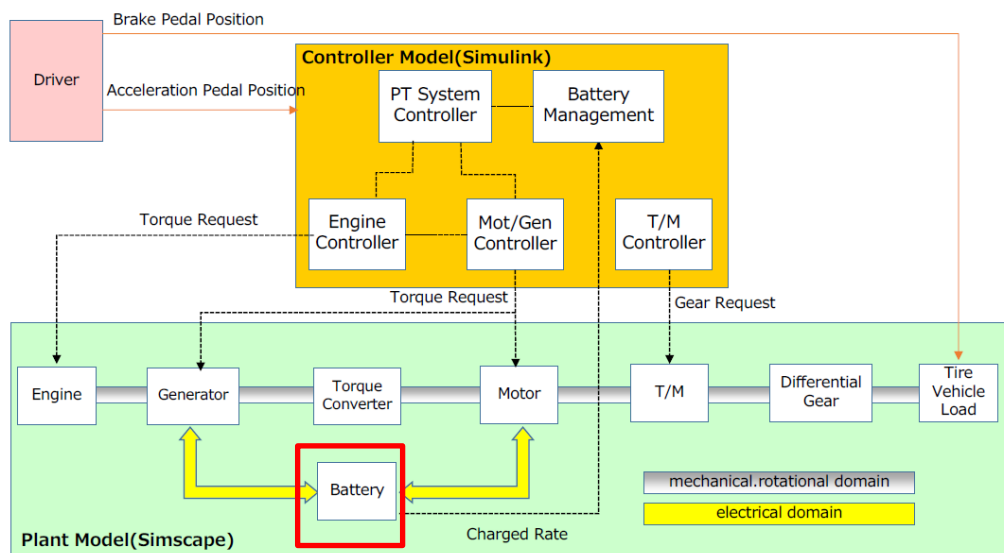 Brake Pedal Position
Driver
Acceleration Pedal Position
Controller Model(Simulink)
PT System
Controller
Battery
Management
Engine
Controller
Mot/Gen
Controller
T/M
Controller
Torque Request
Torque Request
Gear Request
Engine
Generator
Torque
Converter
Motor
T/M
Differential
Gear
Tire
Vehicle
Load
Battery
Charged Rate
mechanical.rotational domain
electrical domain
Plant Model(Simscape)